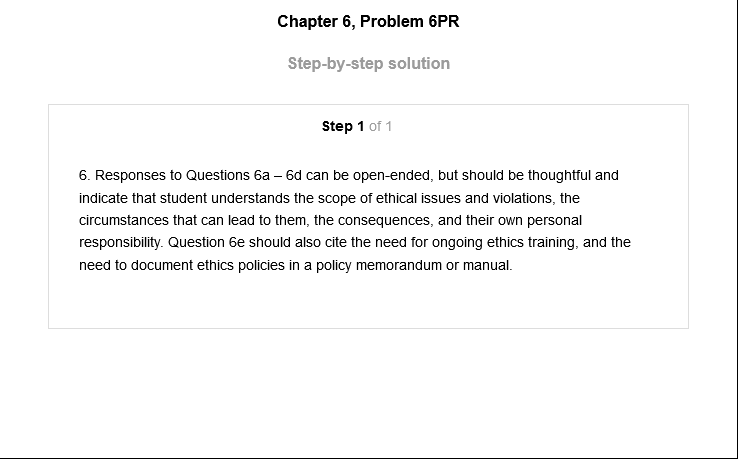 Chapter 6, Problem 6PR
Step-by-step solution
Step 1 of 1
6. Responses to Questions 6a – 6d can be open-ended, but should be thoughtful and
indicate that student understands the scope of ethical issues and violations, the
circumstances that can lead to them, the consequences, and their own personal
responsibility. Question 6e should also cite the need for ongoing ethics training, and the
need to document ethics policies in a policy memorandum or manual.